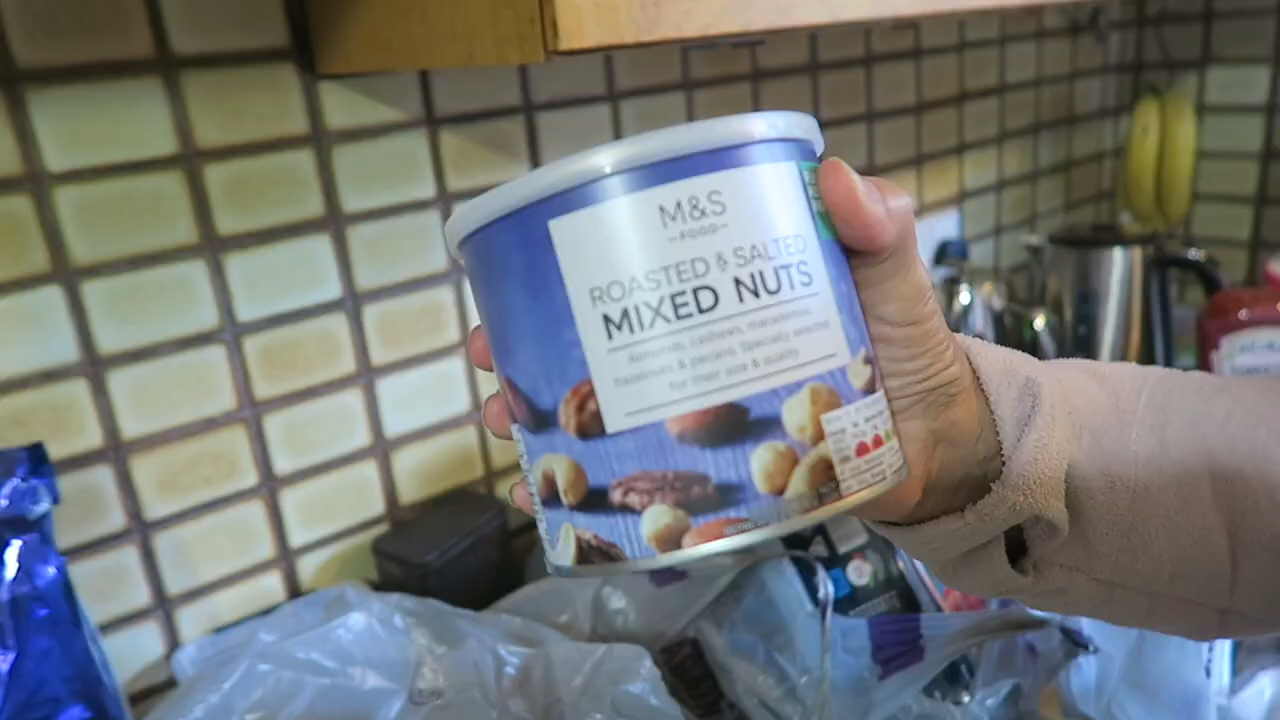 M&S
—FOOD—
ROASTED & SALTED
MIXED NUTS
Almonds, cashews, macadamias,
hazelnuts & pecans. Specially selected
for their size & quality